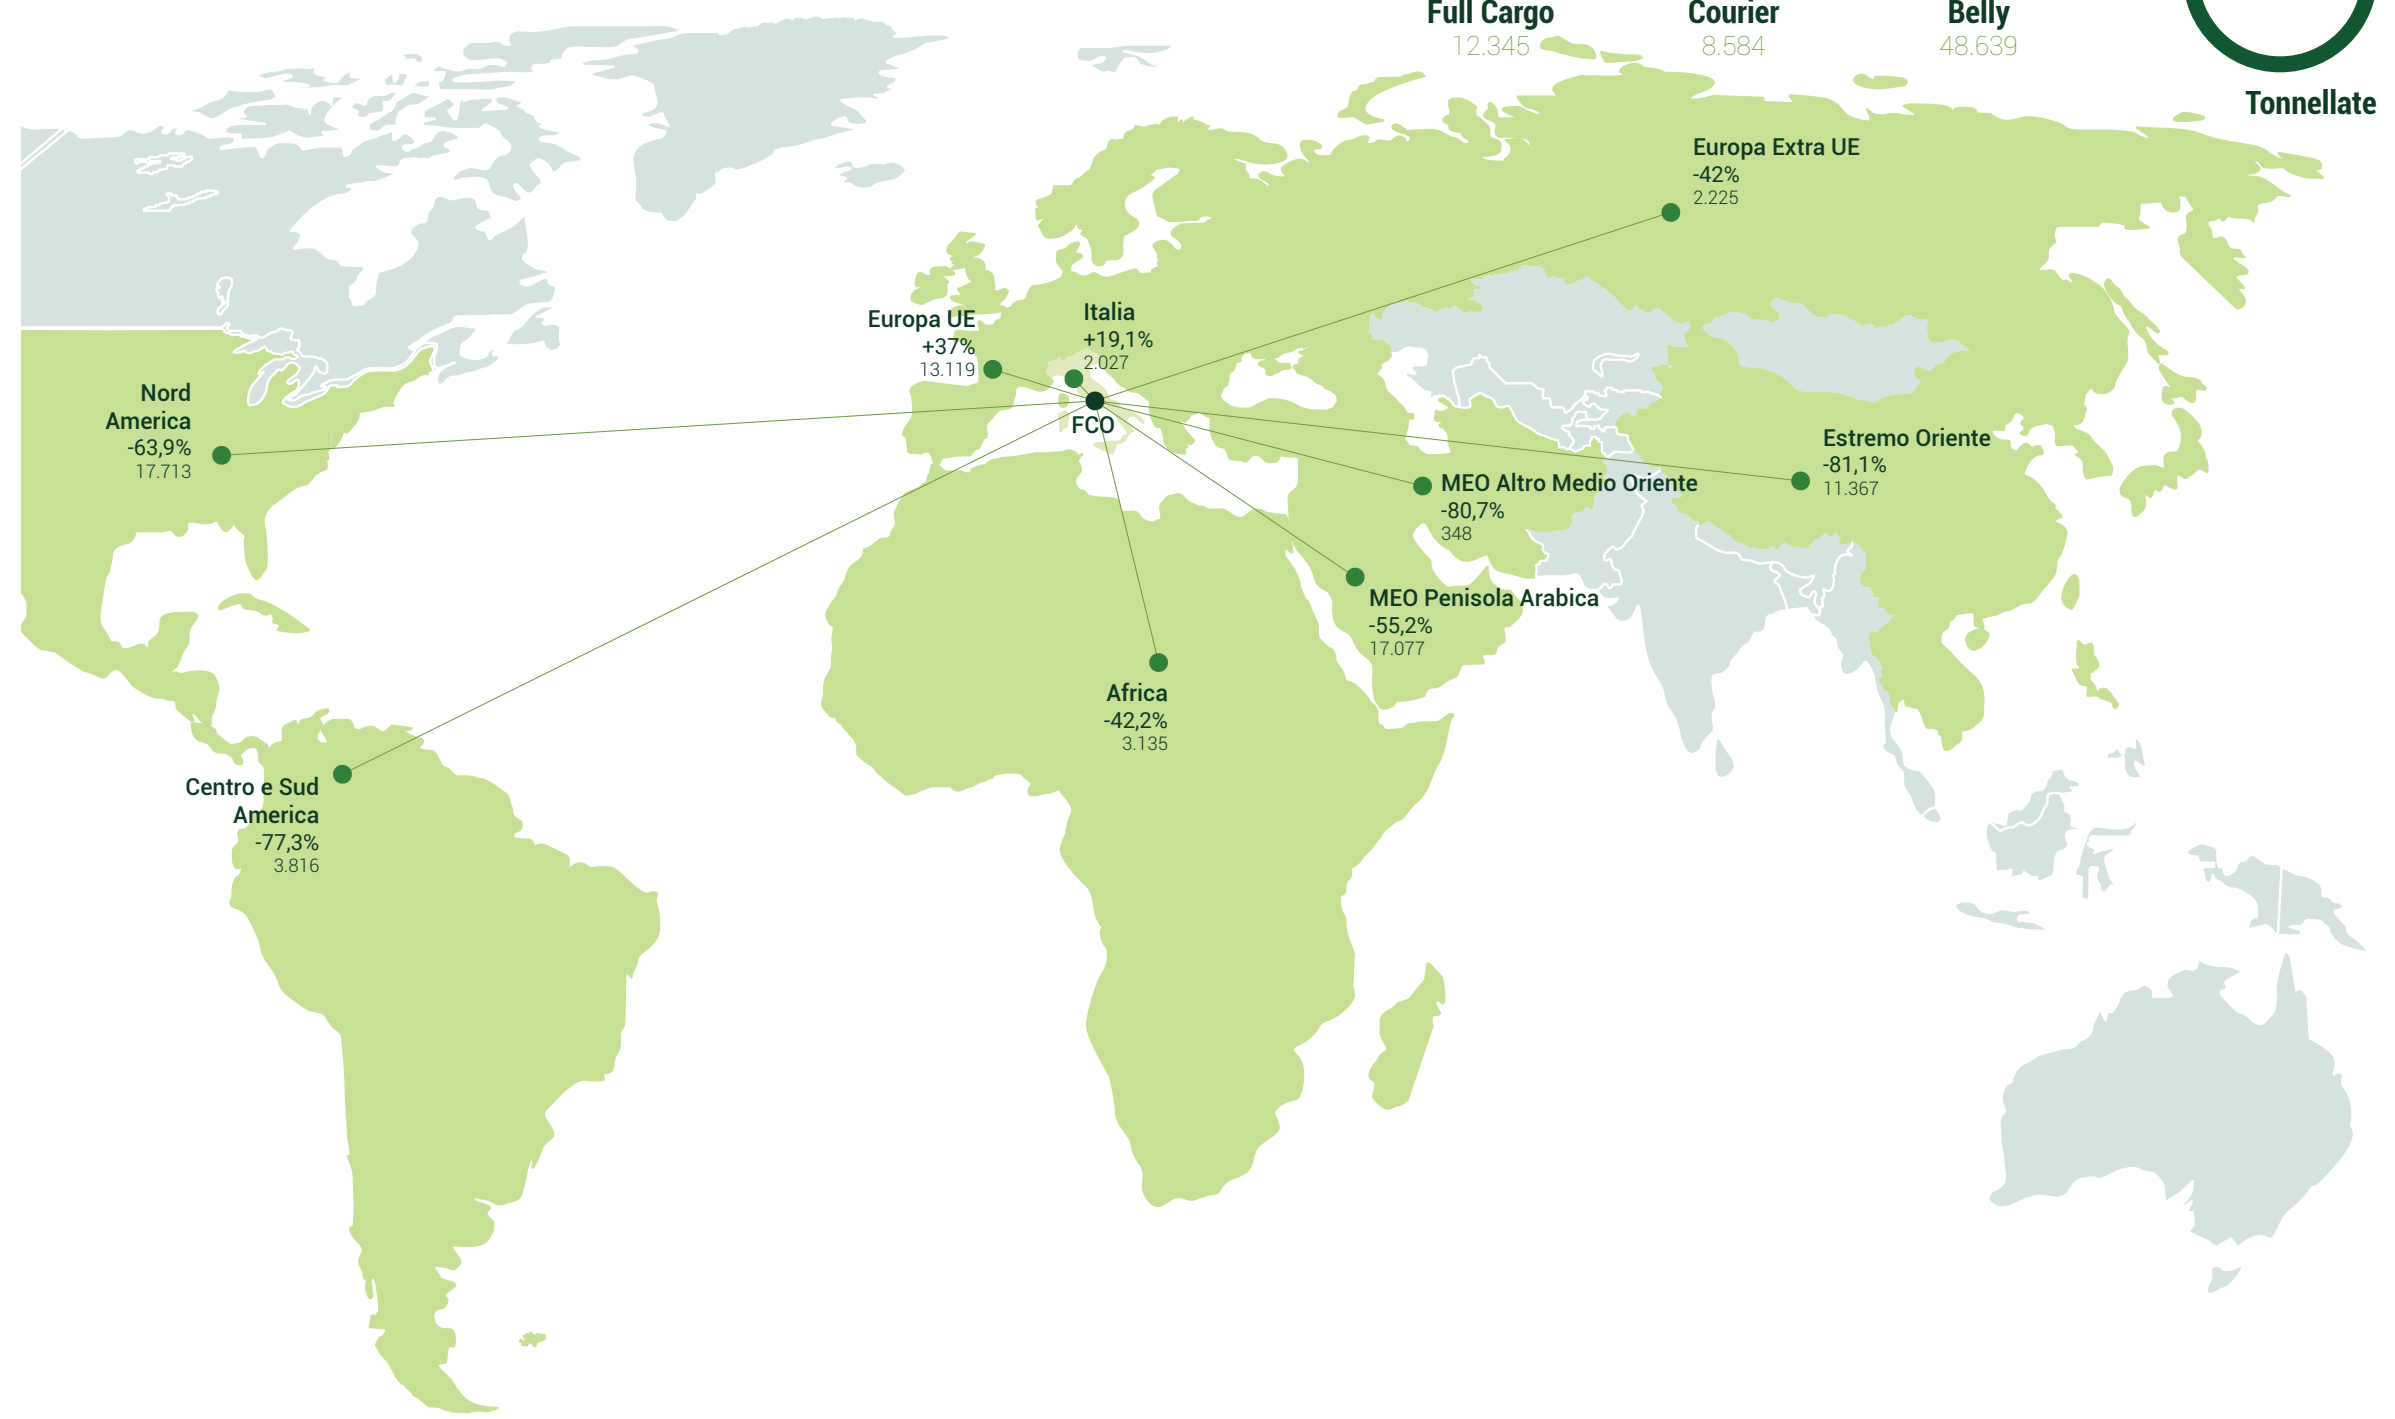 Full Cargo
12.345
Courier
8.584
Belly
48.639
Tonnellate
Europa Extra UE
-42%
2.225
Italia
+19,1%
2.027
Europa UE
+37%
13.119
Nord
America
-63,9%
17.713
FCO
Estremo Oriente
-81,1%
11.367
MEO Altro Medio Oriente
-80,7%
348
MEO Penisola Arabica
-55,2%
17.077
Africa
-42,2%
3.135
Centro e Sud
America
-77,3%
3.816